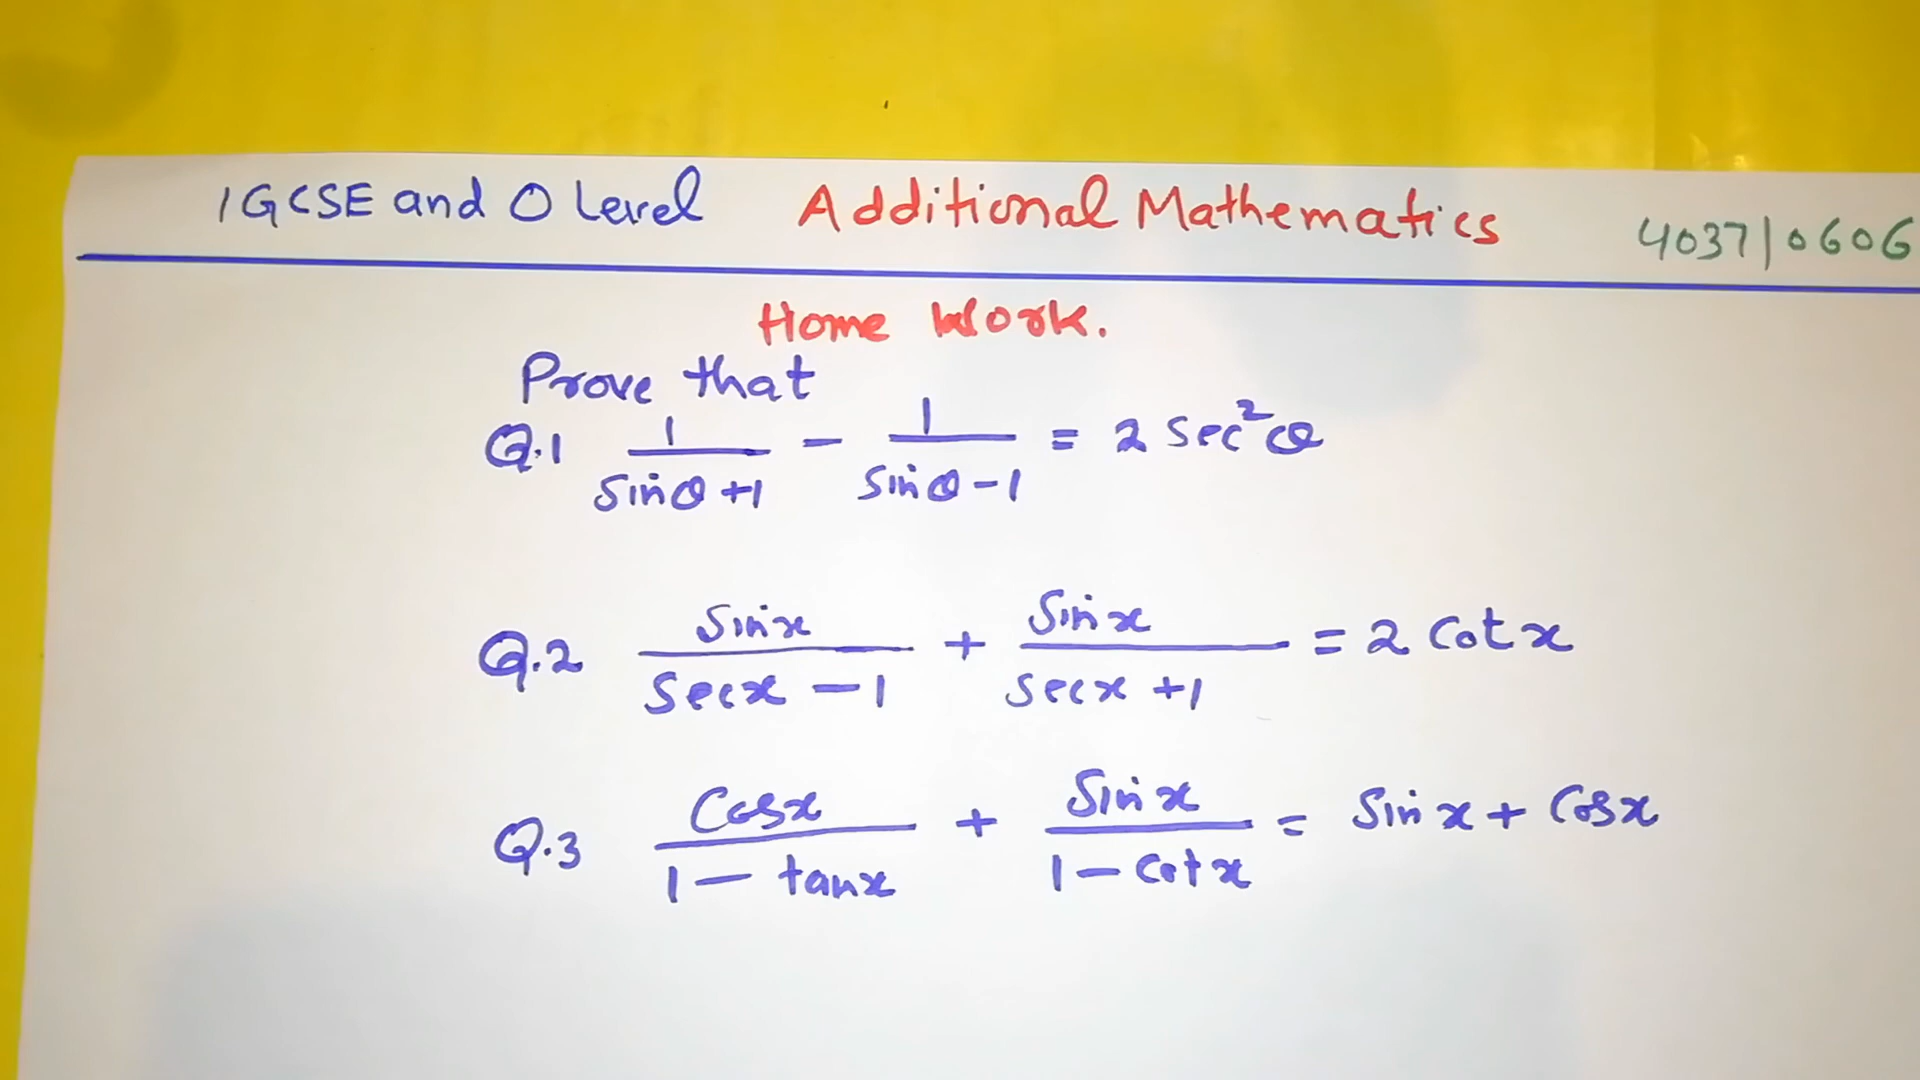 IGCSE and O Level Additional Mathematics 4037/0606
Home Work.
Prove that
Q.1 1/(sinθ+1) − 1/(sinθ−1) = 2 sec²θ
Q.2 sinx/(secx −1) + sinx/(secx +1) = 2 cotx
Q.3 Cosx/(1− tanx) + sinx/(1− cotx) = sinx + cosx